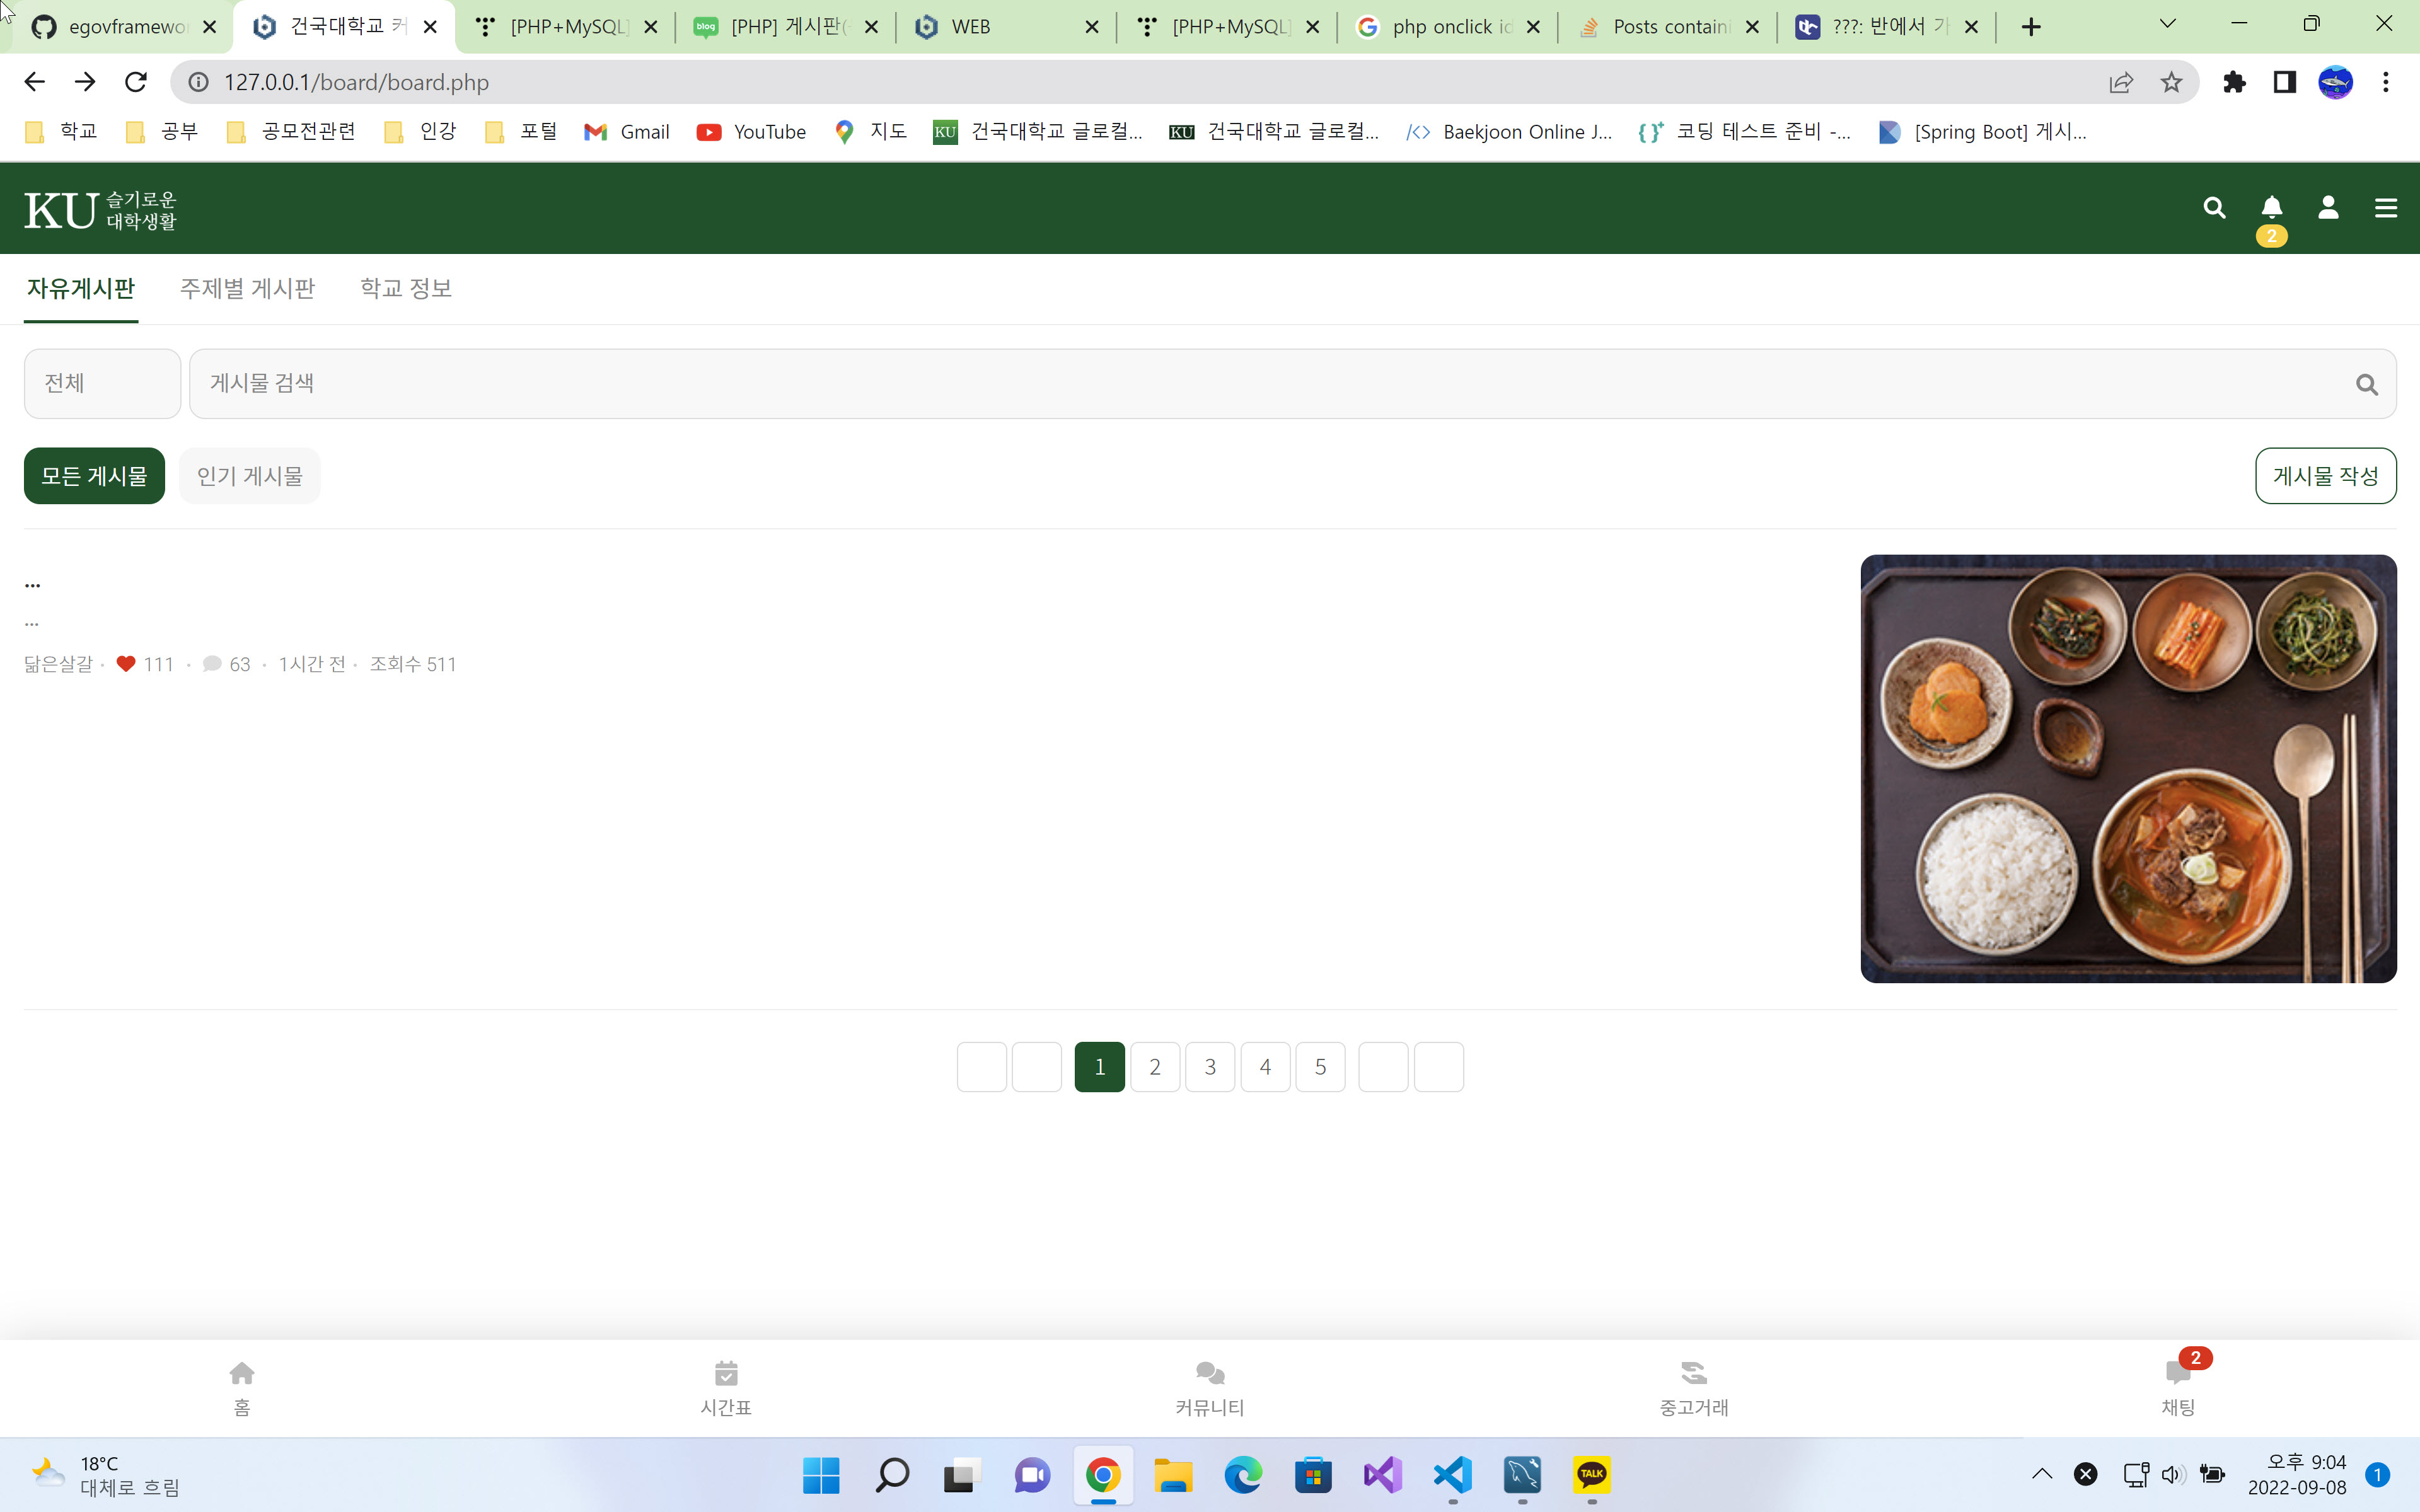 egovframewo
건국대학교 커
[PHP+MySQL]
[PHP] 게시판(
WEB
[PHP+MySQL]
php onclick id
Posts containi
???: 반에서 가
127.0.0.1/board/board.php
학교
공부
공모전관련
인강
포털
Gmail
YouTube
지도
KU 건국대학교 글로컬...
KU 건국대학교 글로컬...
Baekjoon Online J...
코딩 테스트 준비 -...
[Spring Boot] 게시...
KU 슬기로운
대학생활
2
자유게시판 주제별 게시판 학교 정보
전체 게시물 검색
모든 게시물 인기 게시물 게시물 작성
...
...
닮은살갈 · 111 · 63 · 1시간 전 · 조회수 511
1 2 3 4 5
2
홈 시간표 커뮤니티 중고거래 채팅
18°C
대체로 흐림
TALK
오후 9:04
2022-09-08
1